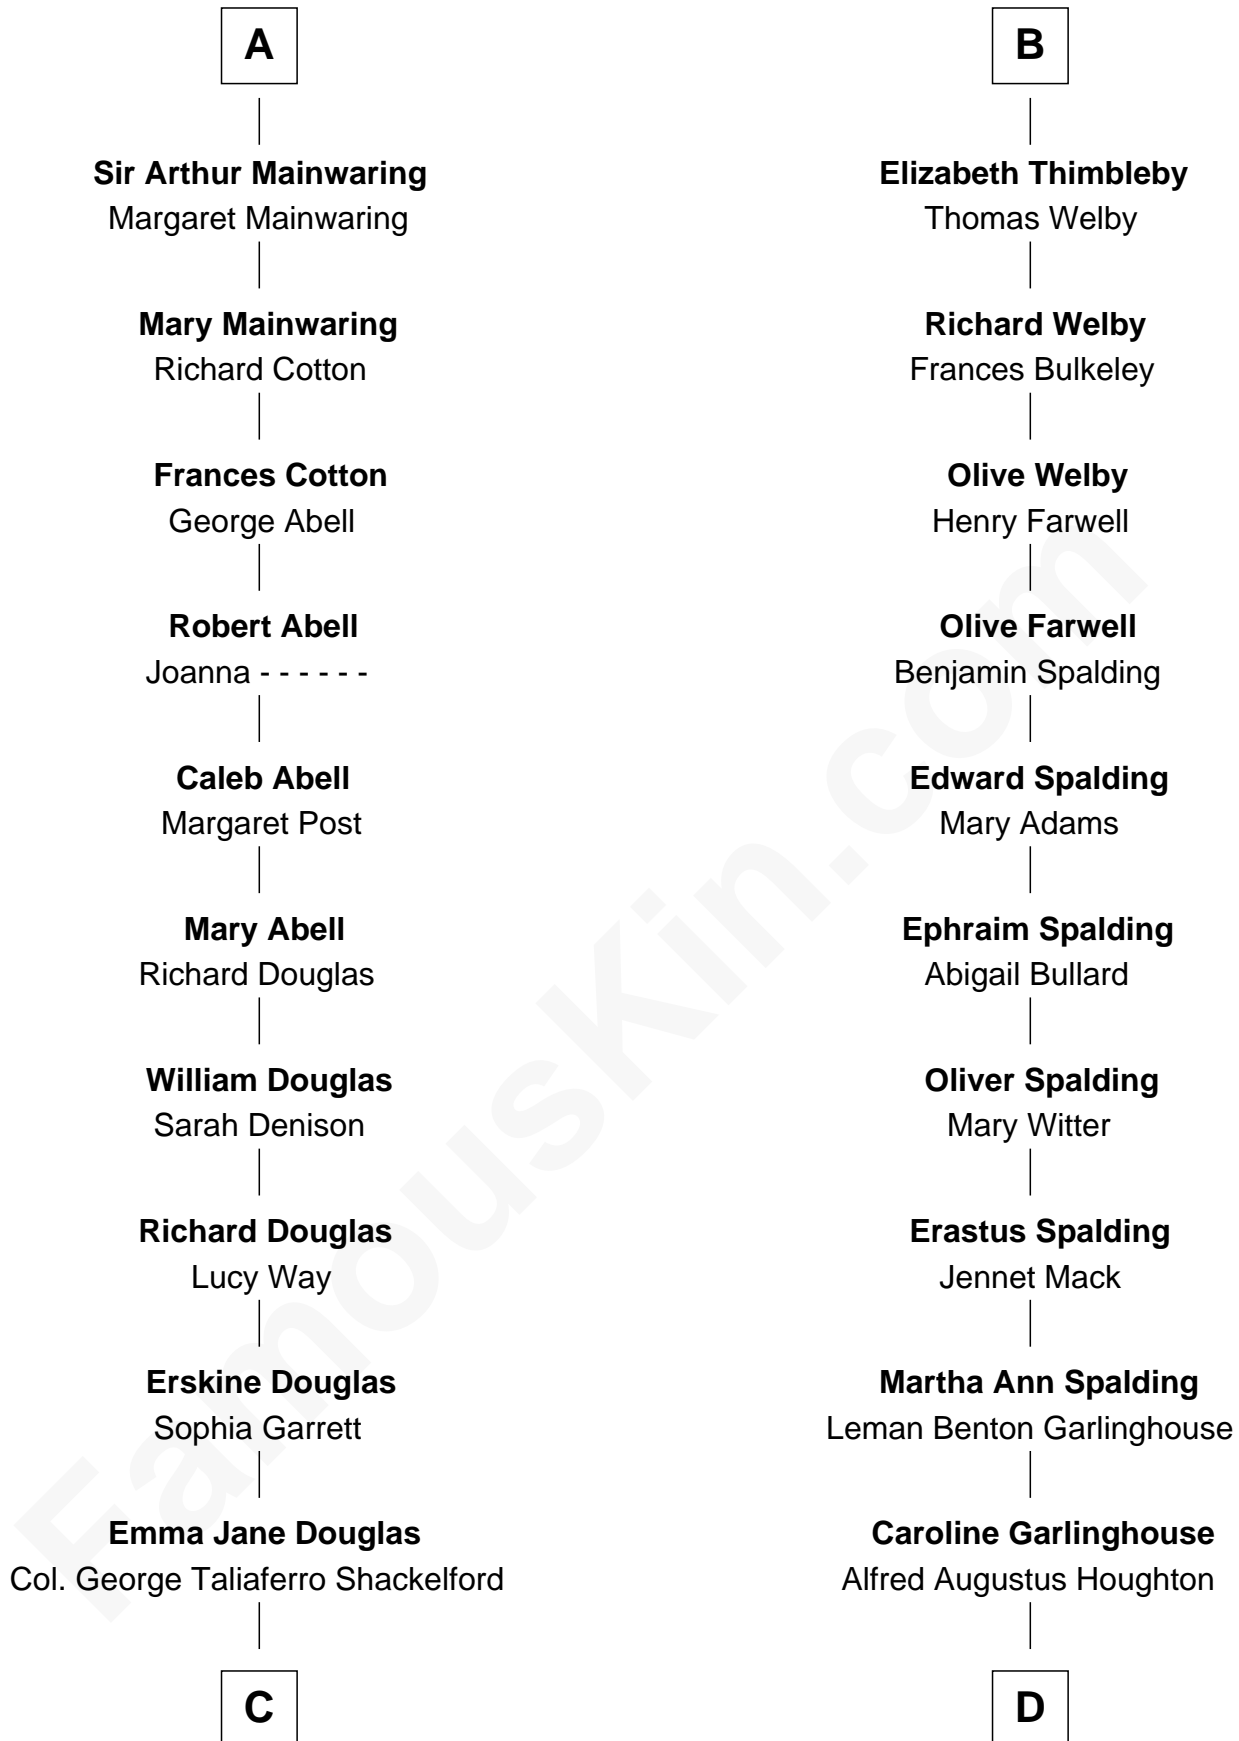 A
Sir Arthur Mainwaring
Margaret Mainwaring
Mary Mainwaring
Richard Cotton
Frances Cotton
George Abell
Robert Abell
Joanna - - - - - -
Caleb Abell
Margaret Post
Mary Abell
Richard Douglas
William Douglas
Sarah Denison
Richard Douglas
Lucy Way
Erskine Douglas
Sophia Garrett
Emma Jane Douglas
Col. George Taliaferro Shackelford
C
B
Elizabeth Thimbleby
Thomas Welby
Richard Welby
Frances Bulkeley
Olive Welby
Henry Farwell
Olive Farwell
Benjamin Spalding
Edward Spalding
Mary Adams
Ephraim Spalding
Abigail Bullard
Oliver Spalding
Mary Witter
Erastus Spalding
Jennet Mack
Martha Ann Spalding
Leman Benton Garlinghouse
Caroline Garlinghouse
Alfred Augustus Houghton
D
FamousKin.com